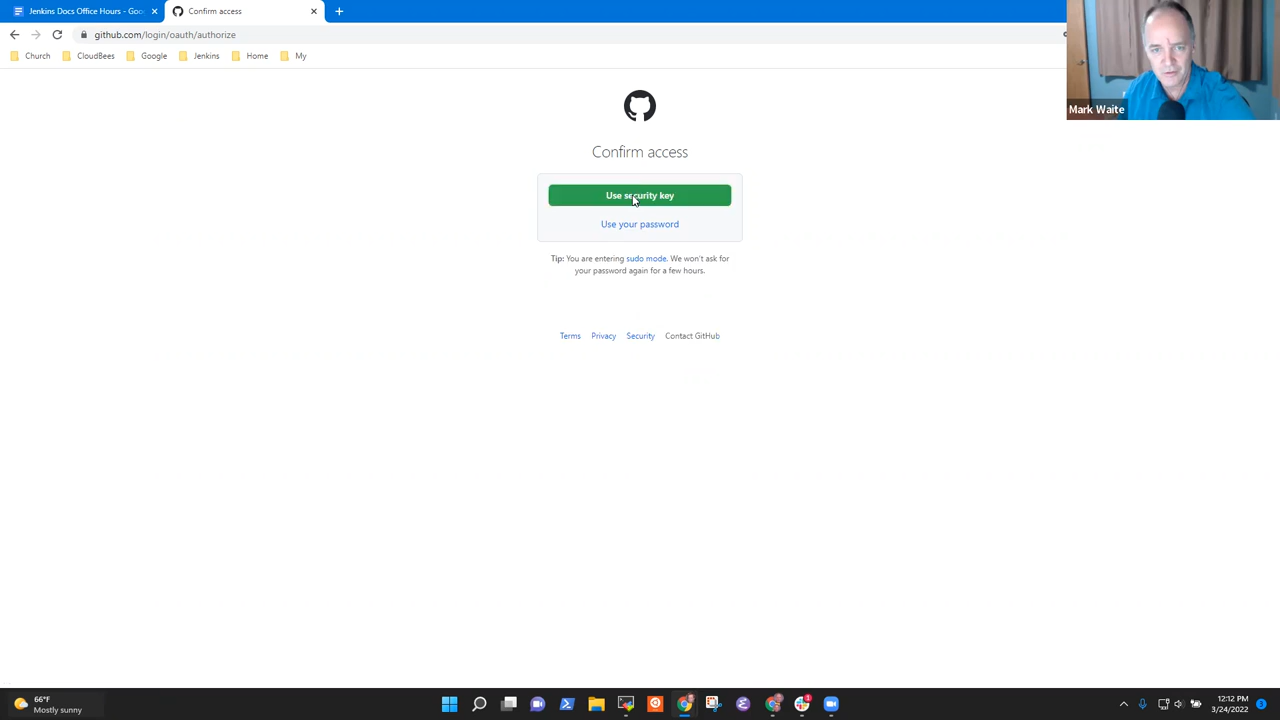 Jenkins Docs Office Hours - Goo
Confirm access
github.com/login/oauth/authorize
Church
CloudBees
Google
Jenkins
Home
My
Mark Waite
Confirm access
Use security key
Use your password
Tip: You are entering sudo mode. We won't ask for
your password again for a few hours.
Terms
Privacy
Security
Contact GitHub
66°F
Mostly sunny
12:12 PM
3/24/2022